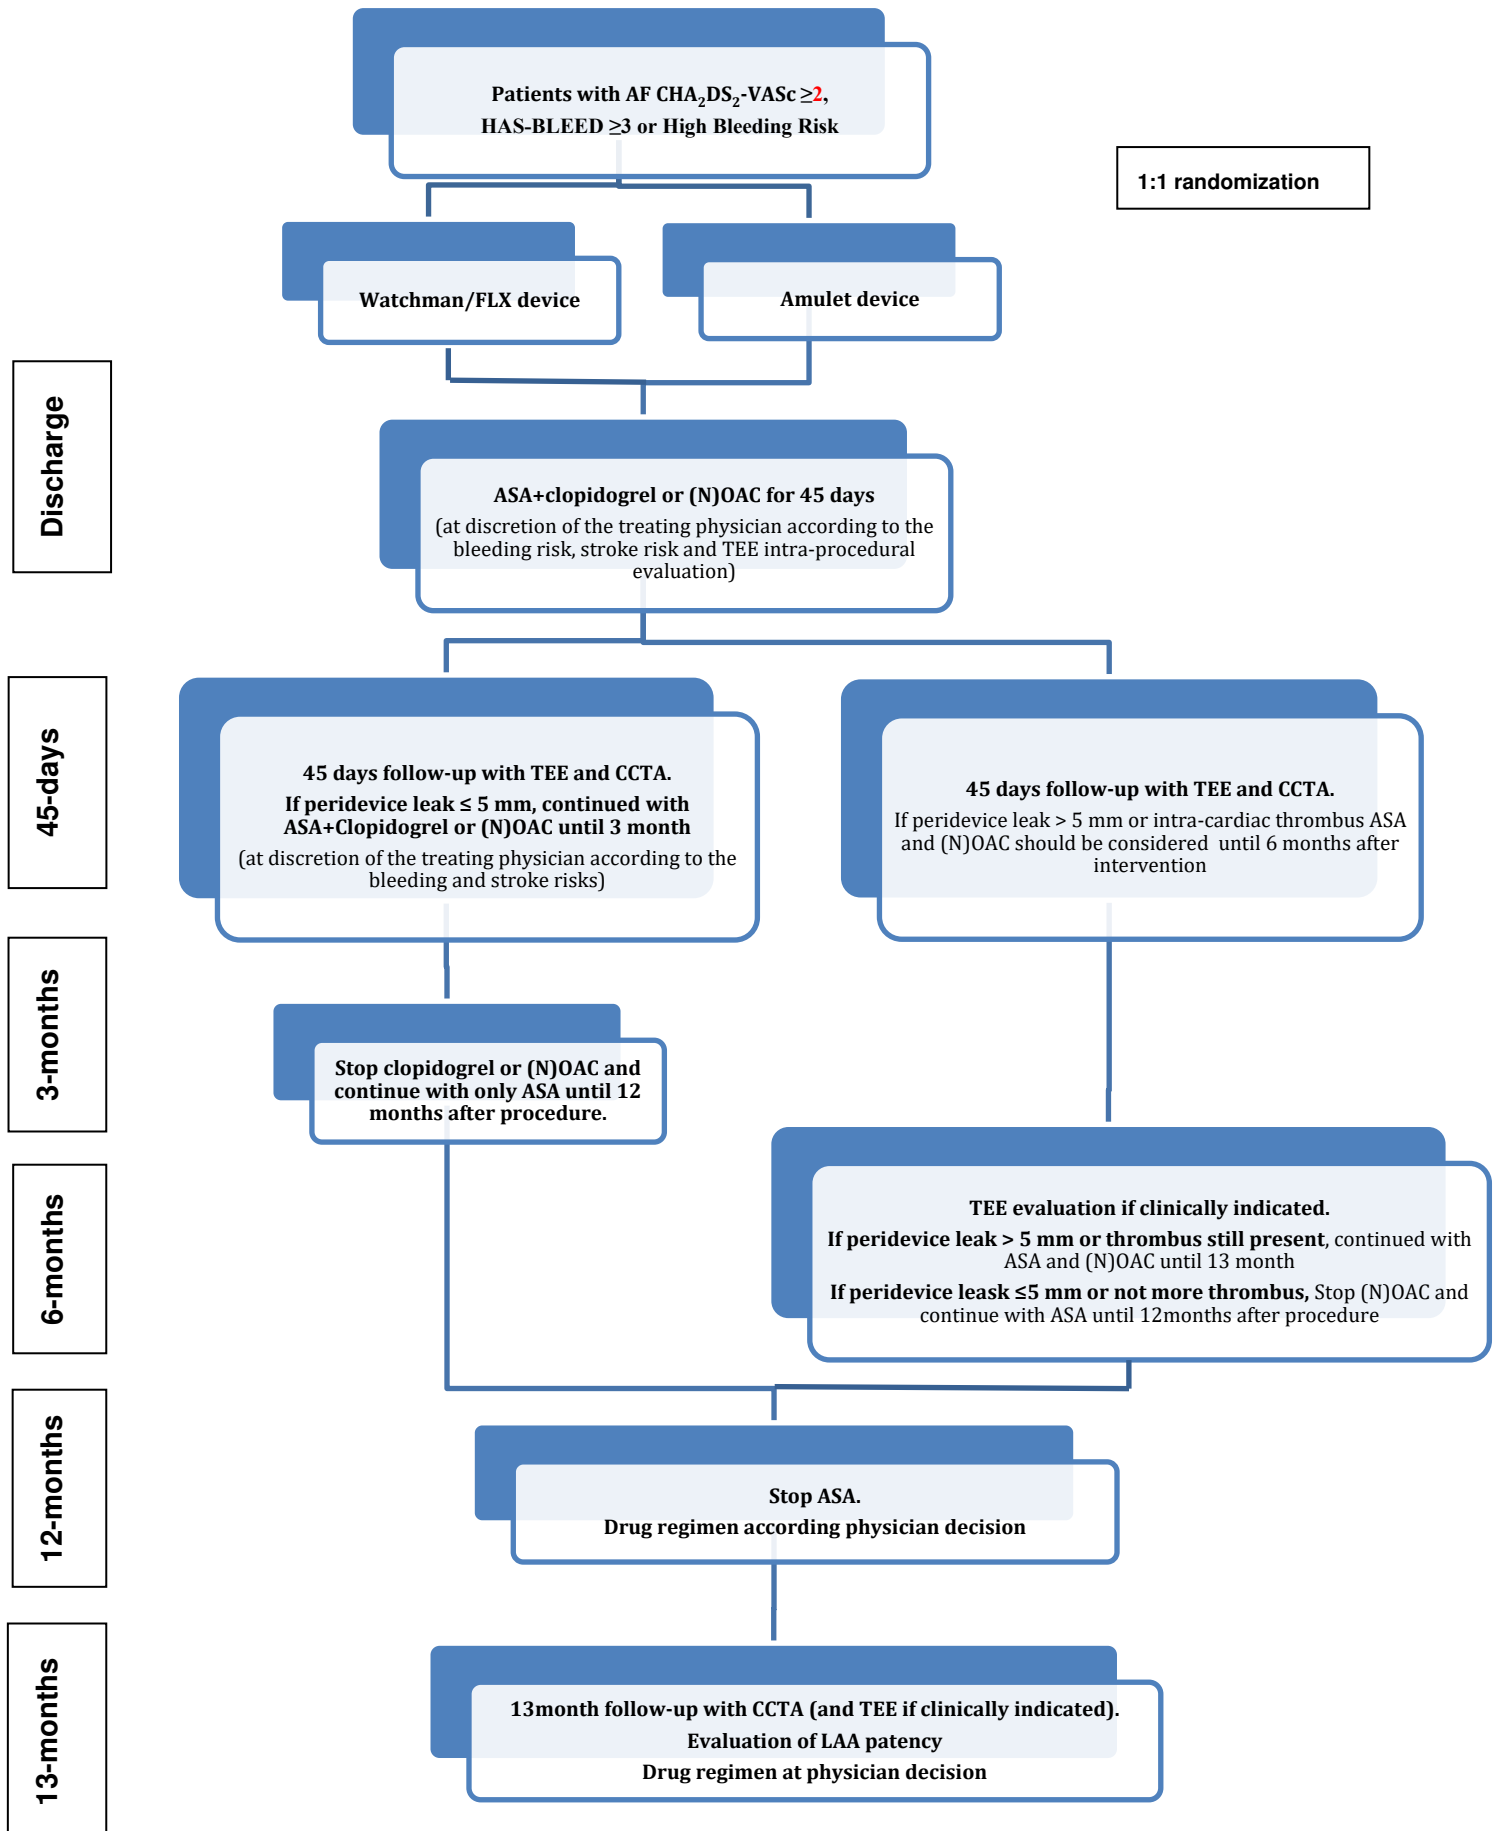 Patients with AF CHA₂DS₂-VASc ≥2,
HAS-BLEED ≥3 or High Bleeding Risk
1:1 randomization
Watchman/FLX device
Amulet device
Discharge
ASA+clopidogrel or (N)OAC for 45 days
(at discretion of the treating physician according to the
bleeding risk, stroke risk and TEE intra-procedural
evaluation)
45-days
45 days follow-up with TEE and CCTA.
If peridevice leak ≤ 5 mm, continued with
ASA+Clopidogrel or (N)OAC until 3 month
(at discretion of the treating physician according to the
bleeding and stroke risks)
45 days follow-up with TEE and CCTA.
If peridevice leak > 5 mm or intra-cardiac thrombus ASA
and (N)OAC should be considered until 6 months after
intervention
3-months
Stop clopidogrel or (N)OAC and
continue with only ASA until 12
months after procedure.
6-months
TEE evaluation if clinically indicated.
If peridevice leak > 5 mm or thrombus still present, continued with
ASA and (N)OAC until 13 month
If peridevice leask ≤5 mm or not more thrombus, Stop (N)OAC and
continue with ASA until 12months after procedure
12-months
Stop ASA.
Drug regimen according physician decision
13-months
13month follow-up with CCTA (and TEE if clinically indicated).
Evaluation of LAA patency
Drug regimen at physician decision